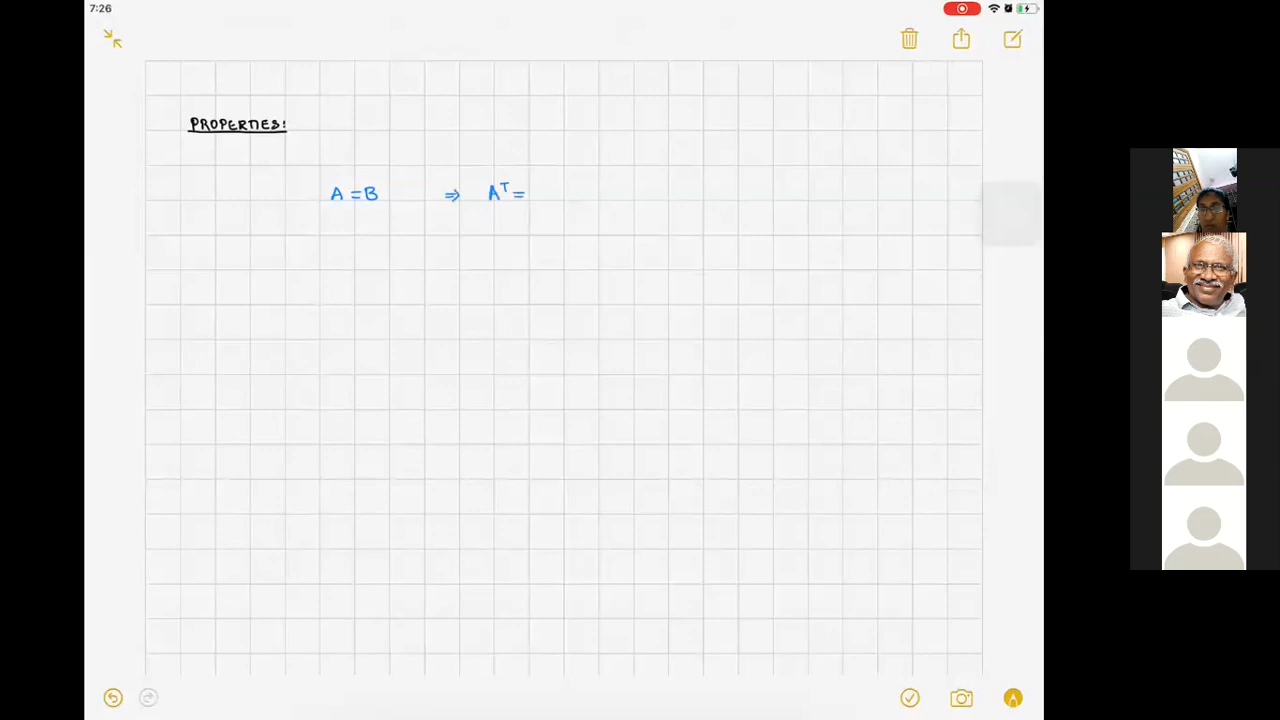 7:26
PROPERTIES:
A = B ⇒ Aᵀ =